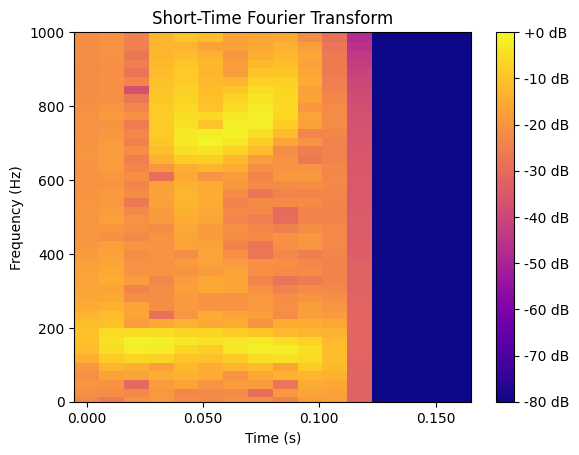 Short-Time Fourier Transform
Frequency (Hz)
1000
800
600
400
200
0
0.000
0.050
0.100
0.150
Time (s)
+0 dB
-10 dB
-20 dB
-30 dB
-40 dB
-50 dB
-60 dB
-70 dB
-80 dB